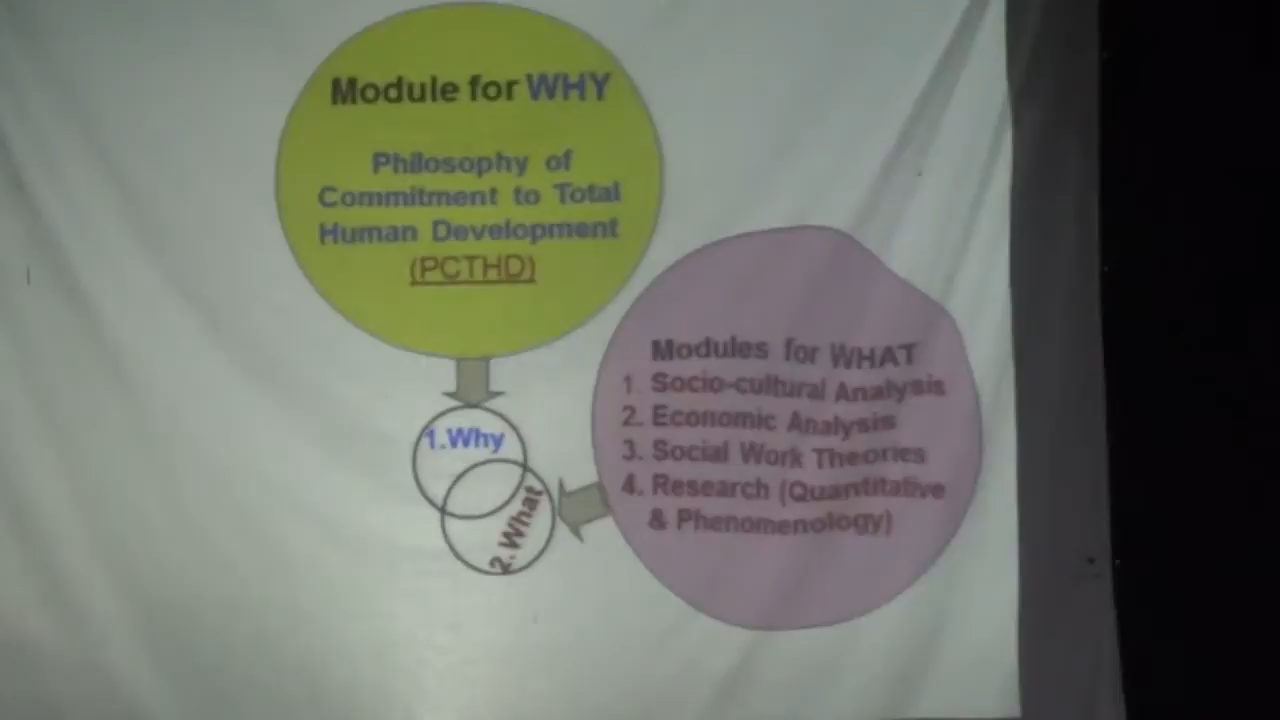 Module for WHY
Philosophy of
Commitment to Total
Human Development
(PCTHD)
Modules for WHAT
1. Socio-cultural Analysis
2. Economic Analysis
3. Social Work Theories
4. Research (Quantitative
& Phenomenology)
1.Why
2.What